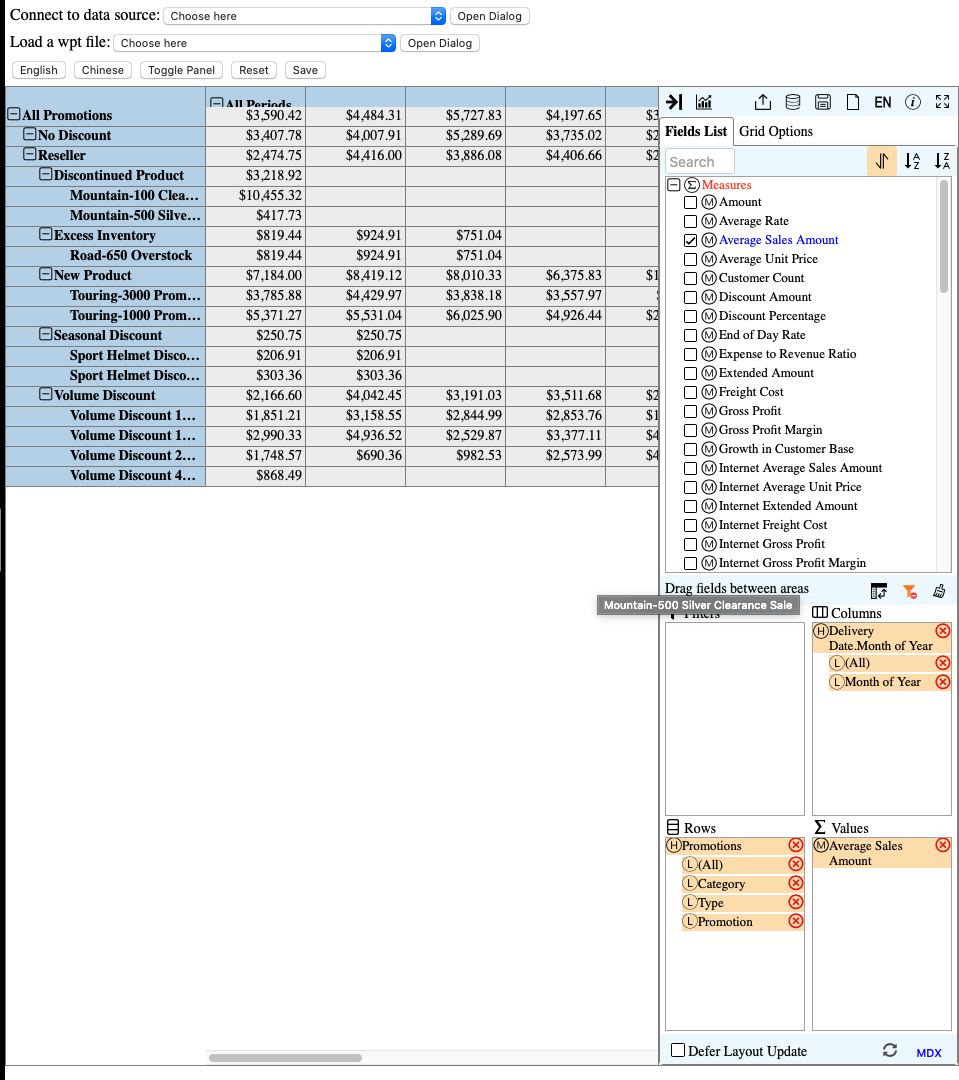 Connect to data source: Choose here Open Dialog
Load a wpt file: Choose here Open Dialog
English Chinese Toggle Panel Reset Save
All Periods
All Promotions $3,590.42 $4,484.31 $5,727.83 $4,197.65 $3
No Discount $3,407.78 $4,007.91 $5,289.69 $3,735.02 $2
Reseller $2,474.75 $4,416.00 $3,886.08 $4,406.66 $2
Discontinued Product $3,218.92
Mountain-100 Clea... $10,455.32
Mountain-500 Silve... $417.73
Excess Inventory $819.44 $924.91 $751.04
Road-650 Overstock $819.44 $924.91 $751.04
New Product $7,184.00 $8,419.12 $8,010.33 $6,375.83 $1
Touring-3000 Prom... $3,785.88 $4,429.97 $3,838.18 $3,557.97
Touring-1000 Prom... $5,371.27 $5,531.04 $6,025.90 $4,926.44 $2
Seasonal Discount $250.75 $250.75
Sport Helmet Disco... $206.91 $206.91
Sport Helmet Disco... $303.36 $303.36
Volume Discount $2,166.60 $4,042.45 $3,191.03 $3,511.68 $2
Volume Discount 1... $1,851.21 $3,158.55 $2,844.99 $2,853.76 $1
Volume Discount 1... $2,990.33 $4,936.52 $2,529.87 $3,377.11 $4
Volume Discount 2... $1,748.57 $690.36 $982.53 $2,573.99 $4
Volume Discount 4... $868.49
EN
Fields List Grid Options
Search
Measures
Amount
Average Rate
Average Sales Amount
Average Unit Price
Customer Count
Discount Amount
Discount Percentage
End of Day Rate
Expense to Revenue Ratio
Extended Amount
Freight Cost
Gross Profit
Gross Profit Margin
Growth in Customer Base
Internet Average Sales Amount
Internet Average Unit Price
Internet Extended Amount
Internet Freight Cost
Internet Gross Profit
Internet Gross Profit Margin
Drag fields between areas
Mountain-500 Silver Clearance Sale
Filters
Columns
Delivery
Date.Month of Year
(All)
Month of Year
Rows
Promotions
(All)
Category
Type
Promotion
Values
Average Sales
Amount
Defer Layout Update MDX